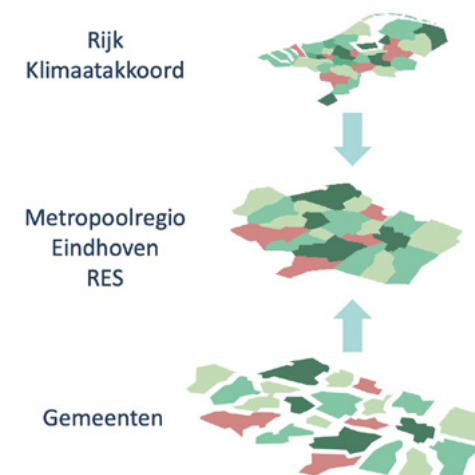 Rijk
Klimaatakkoord
Metropoolregio
Eindhoven
RES
Gemeenten